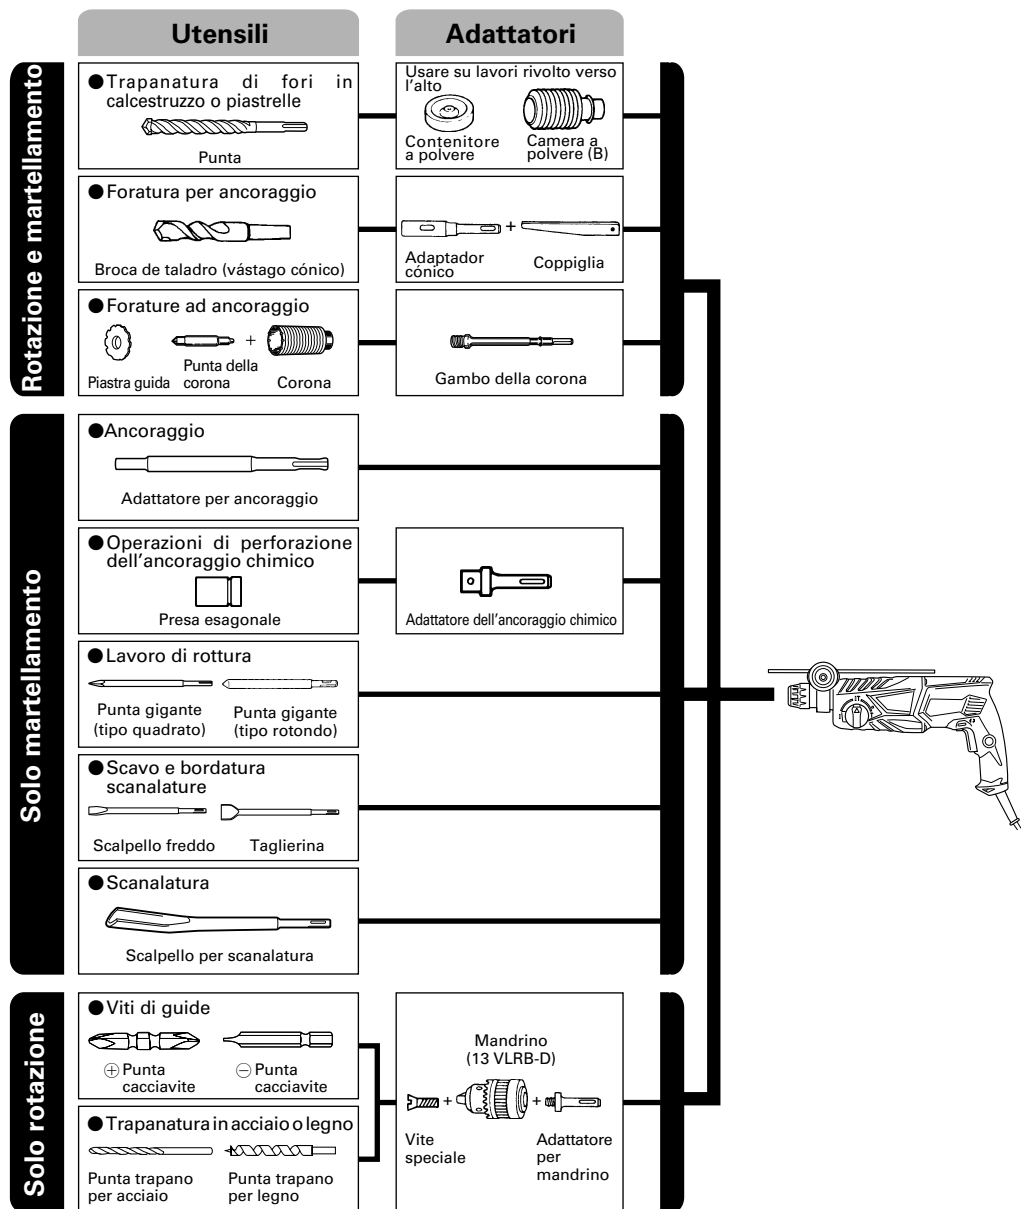 Utensili
Adattatori
Rotazione e martellamento
●Trapanatura di fori in
calcestruzzo o piastrelle
Punta
Usare su lavori rivolto verso
l'alto
Contenitore
a polvere
Camera a
polvere (B)
●Foratura per ancoraggio
Broca de taladro (vástago cónico)
+
Adaptador
cónico
Coppiglia
●Forature ad ancoraggio
+
Piastra guida
Punta della
corona
Corona
Gambo della corona
Solo martellamento
●Ancoraggio
Adattatore per ancoraggio
●Operazioni di perforazione
dell'ancoraggio chimico
Presa esagonale
Adattatore dell'ancoraggio chimico
●Lavoro di rottura
Punta gigante
(tipo quadrato)
Punta gigante
(tipo rotondo)
●Scavo e bordatura
scanalature
Scalpello freddo
Taglierina
●Scanalatura
Scalpello per scanalatura
Solo rotazione
●Viti di guide
⊕ Punta
cacciavite
⊖ Punta
cacciavite
●Trapanatura in acciaio o legno
Punta trapano
per acciaio
Punta trapano
per legno
Mandrino
(13 VLRB-D)
+
+
Vite
speciale
Adattatore
per
mandrino